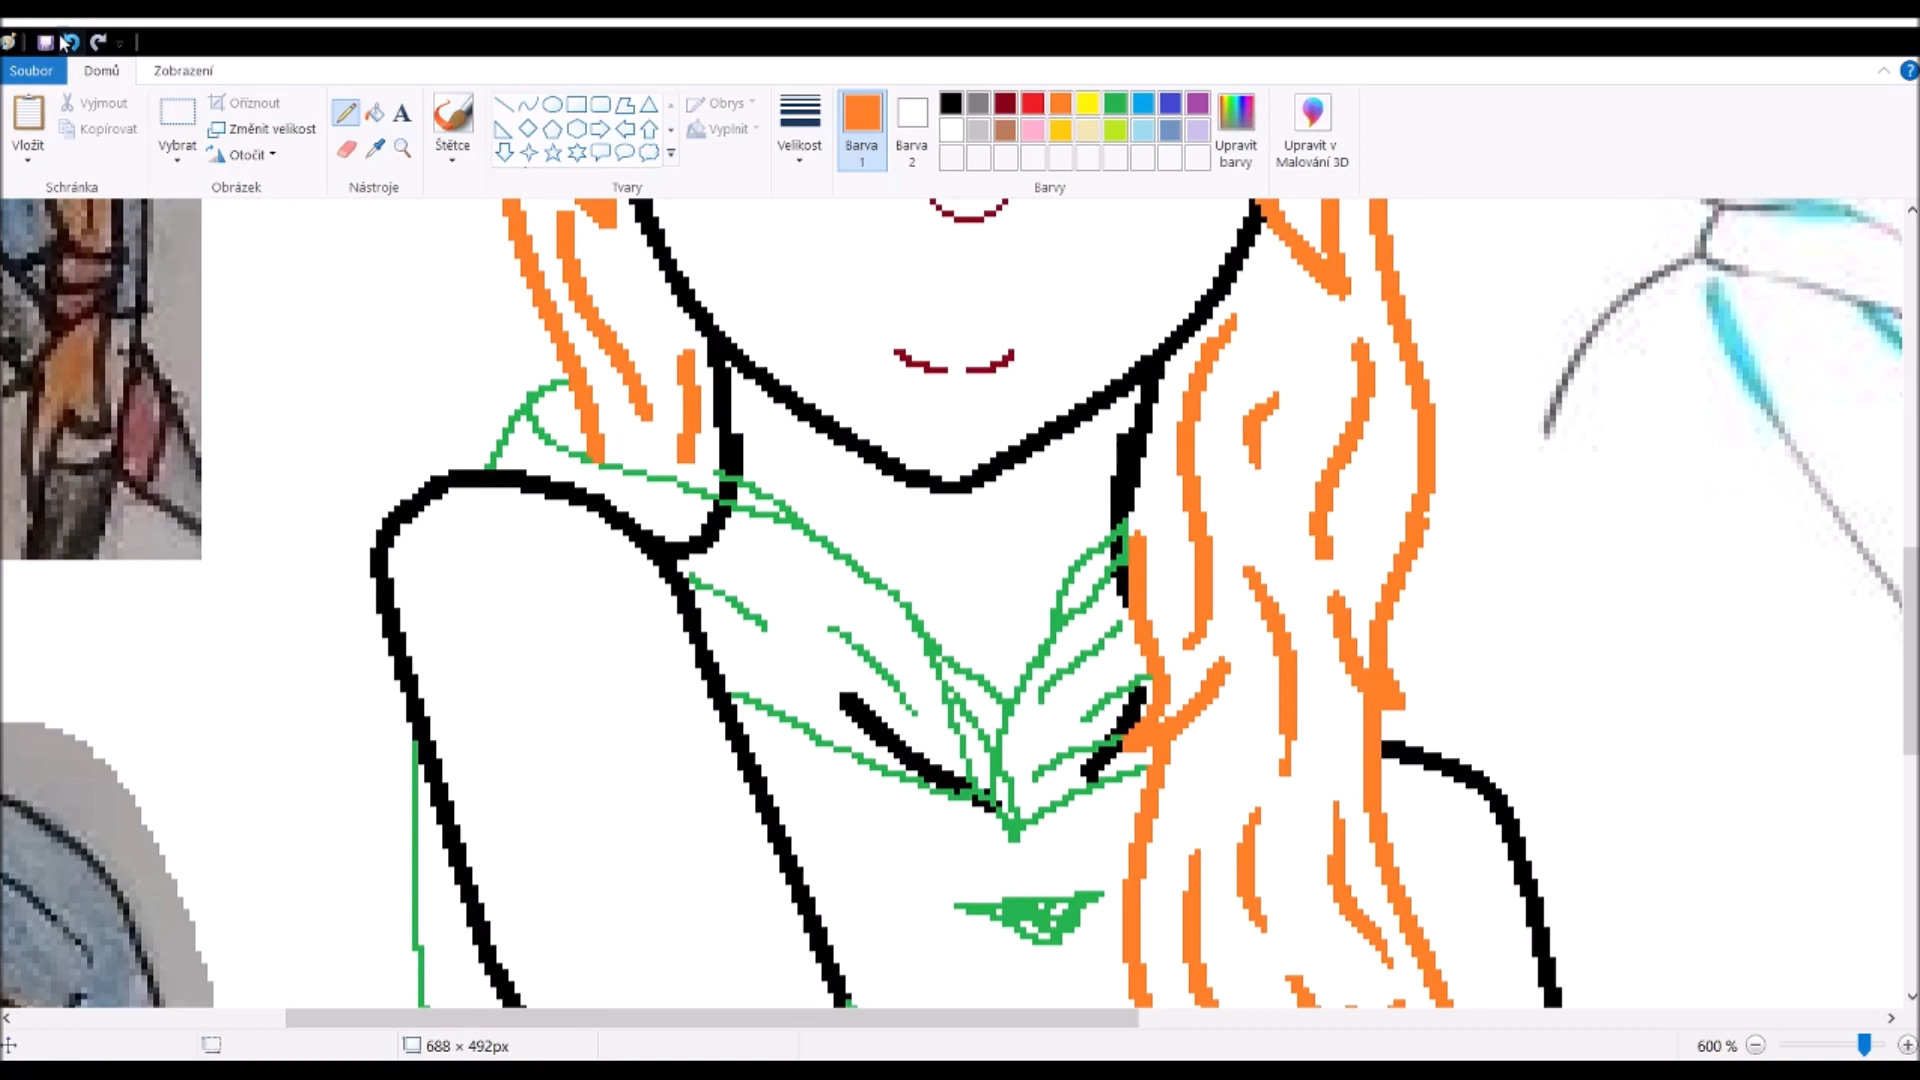 Soubor Domů Zobrazení ?
Vložit
Vyjmout
Kopírovat
Schránka
Vybrat
Oříznout
Změnit velikost
Otočit
Obrázek
A
Nástroje
Štětce
Tvary
Obrys
Vyplnit
Velikost
Barva
1
Barva
2
Upravit
barvy
Barvy
Upravit v
Malování 3D
688 × 492px
600 %